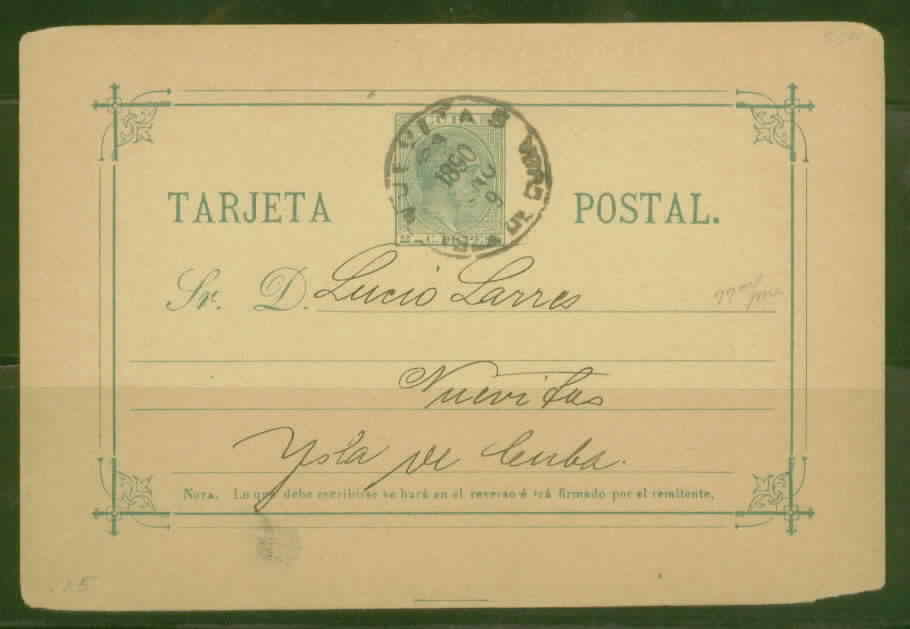 TARJETA POSTAL.
1890
Sr. D. Lucio Larres
Nuevitas
Ysla de Cuba.
NOTA. Lo que debe escribirse se hará en el reverso é irá firmado por el remitente.